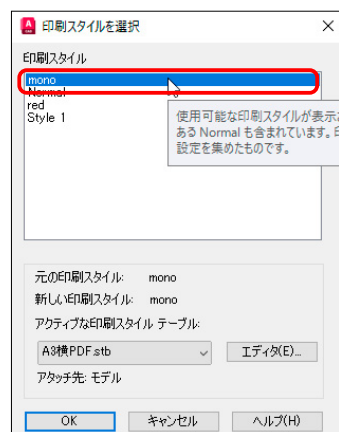 印刷スタイルを選択
印刷スタイル
mono
Normal
red
Style 1
使用可能な印刷スタイルが表示
ある Normal も含まれています。
設定を集めたものです。
元の印刷スタイル: mono
新しい印刷スタイル: mono
アクティブな印刷スタイル テーブル:
A3横PDF.stb
エディタ(E)...
アタッチ先: モデル
OK キャンセル ヘルプ(H)